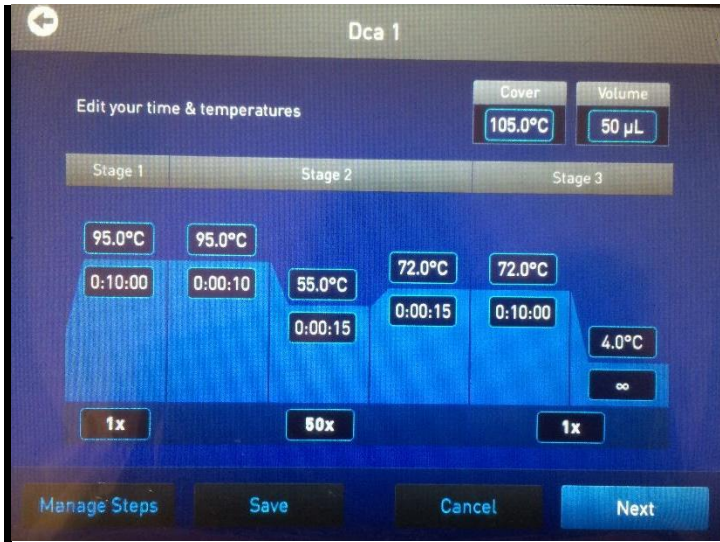 Dca 1
Edit your time & temperatures
Cover
105.0°C
Volume
50 µL
Stage 1
Stage 2
Stage 3
95.0°C
0:10:00
95.0°C
0:00:10
55.0°C
0:00:15
72.0°C
0:00:15
72.0°C
0:10:00
4.0°C
∞
1x
50x
1x
Manage Steps
Save
Cancel
Next